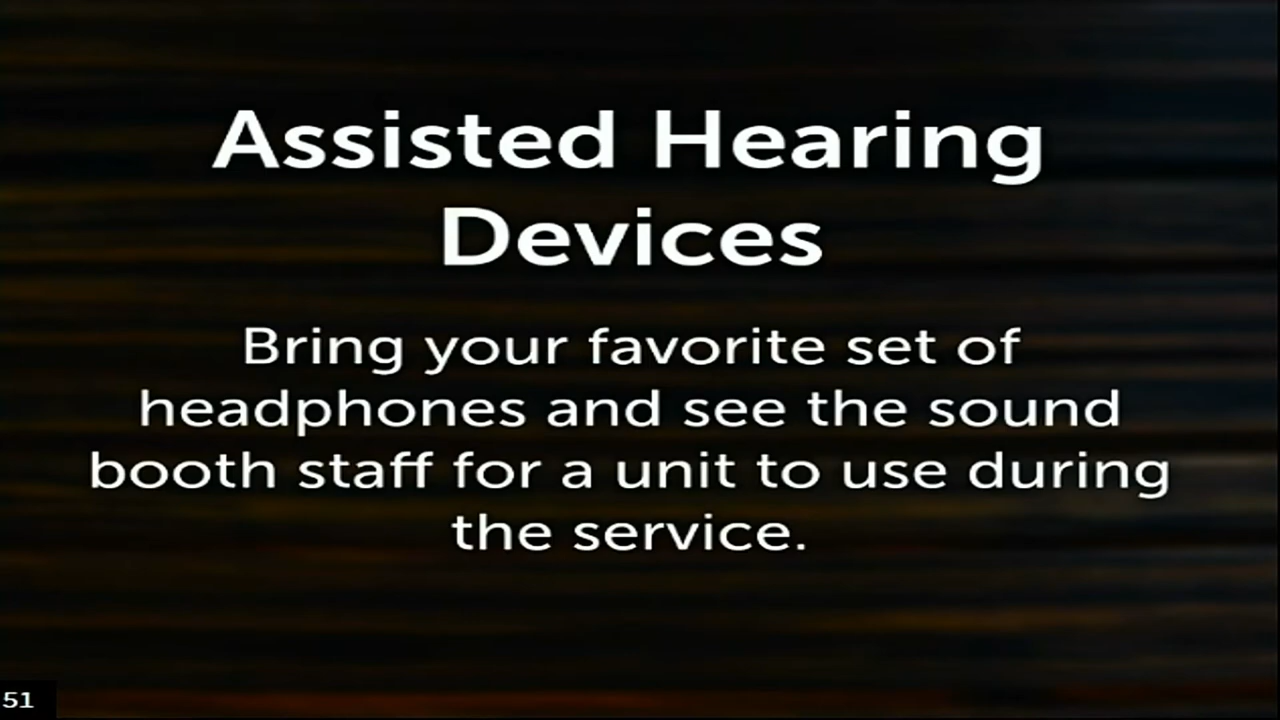 Assisted Hearing
Devices
Bring your favorite set of
headphones and see the sound
booth staff for a unit to use during
the service.
51